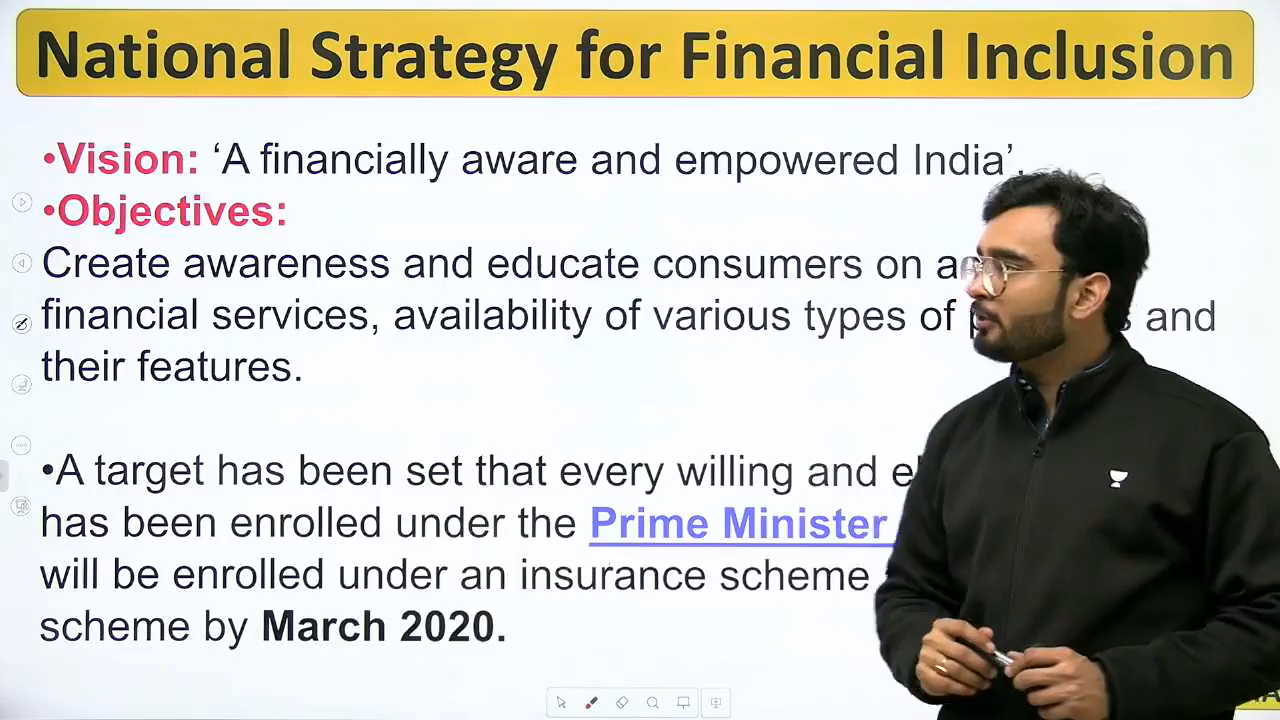 National Strategy for Financial Inclusion
•Vision: ‘A financially aware and empowered India’.
•Objectives:
Create awareness and educate consumers on
financial services, availability of various types of and
their features.
•A target has been set that every willing and
has been enrolled under the Prime Minister
will be enrolled under an insurance scheme
scheme by March 2020.